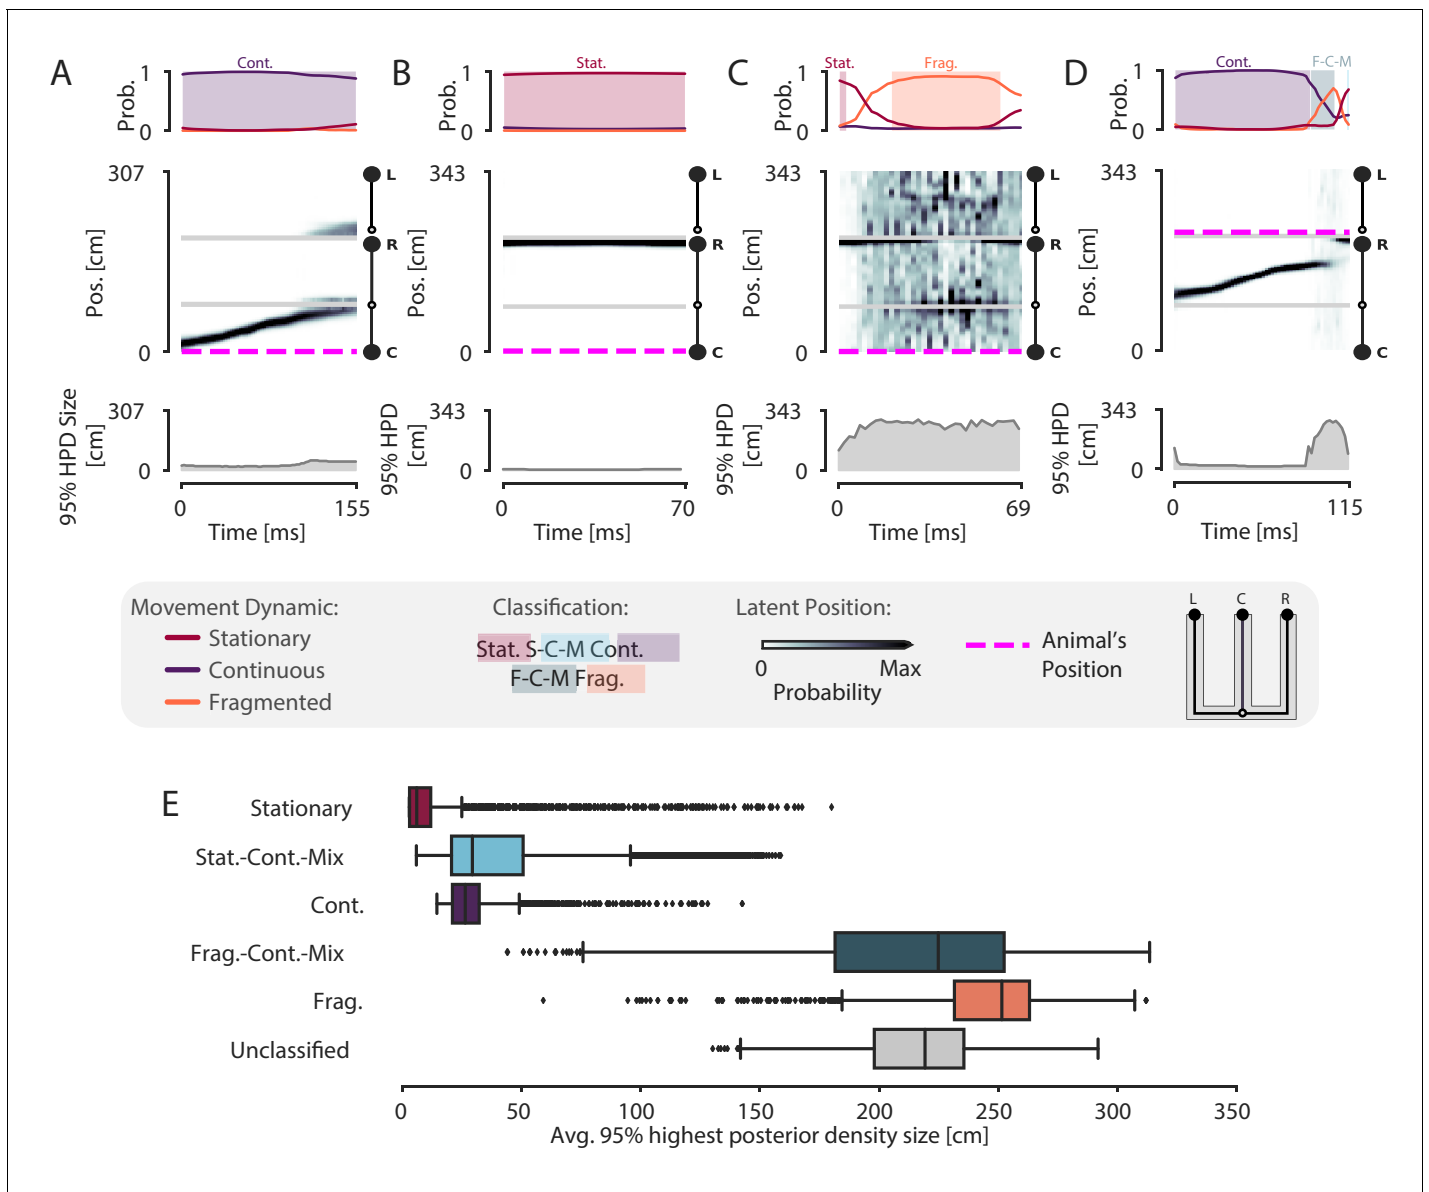 A
B
C
D
Cont.
Stat.
Stat. Frag.
Cont. F-C-M
Prob. 1 0
Prob. 1 0
Prob. 1 0
Prob. 1 0
Pos. [cm] 307 0 L R C
Pos. [cm] 343 0 L R C
Pos. [cm] 343 0 L R C
Pos. [cm] 343 0 L R C
95% HPD Size
[cm]
307
0
0 155
Time [ms]
95% HPD
[cm]
343
0
0 70
Time [ms]
95% HPD
[cm]
343
0
0 69
Time [ms]
95% HPD
[cm]
343
0
0 115
Time [ms]
Movement Dynamic:
Stationary
Continuous
Fragmented
Classification:
Stat. S-C-M Cont.
F-C-M Frag.
Latent Position:
0 Max
Probability
Animal's
Position
L C R
E
Stationary
Stat.-Cont.-Mix
Cont.
Frag.-Cont.-Mix
Frag.
Unclassified
0 50 100 150 200 250 300 350
Avg. 95% highest posterior density size [cm]